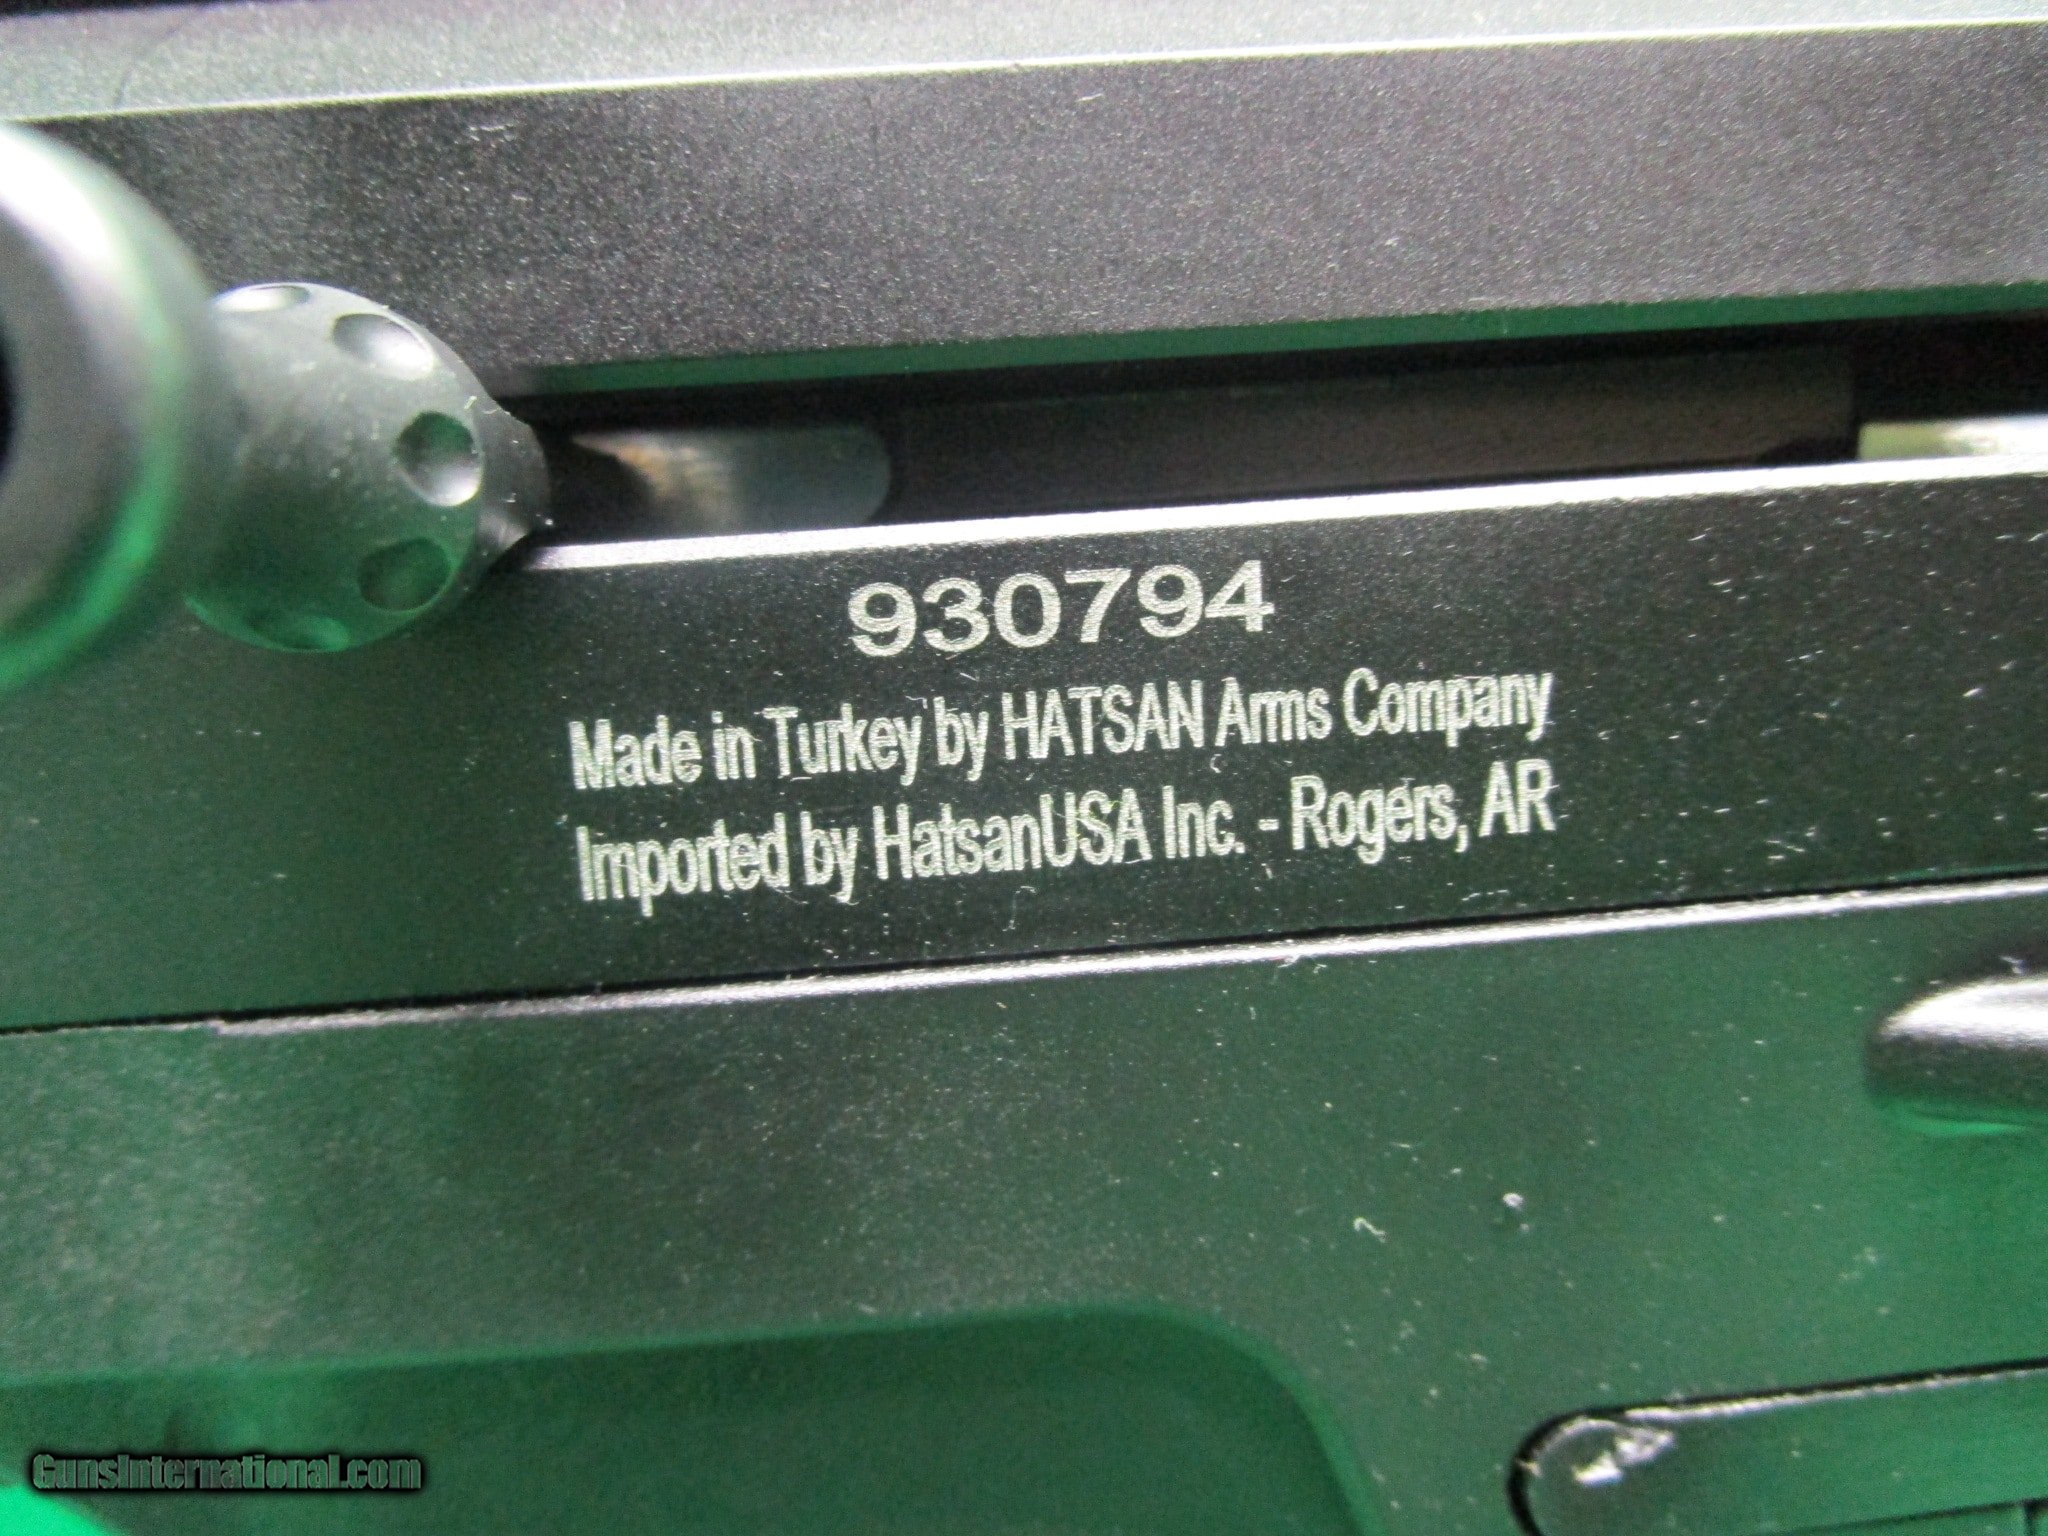 930794
Made in Turkey by HATSAN Arms Company
Imported by HatsanUSA Inc. - Rogers, AR
GunsInternational.com